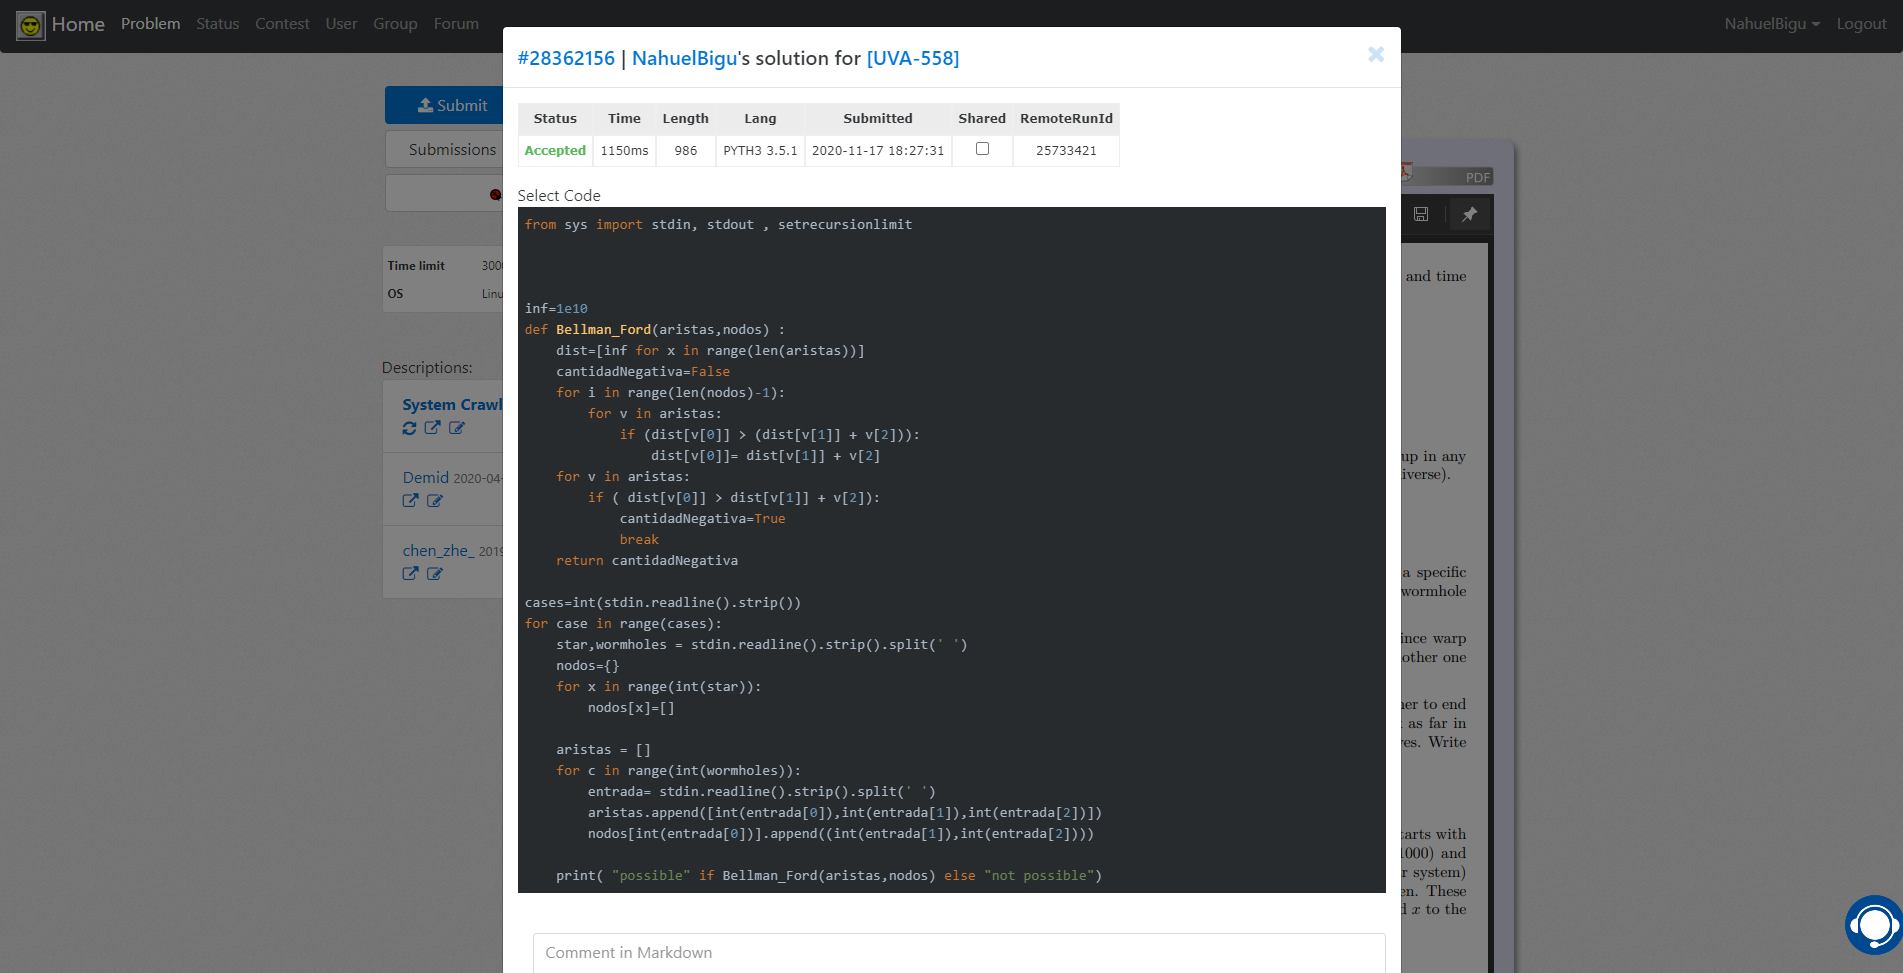 Home Problem Status Contest User Group Forum NahuelBigu Logout
#28362156 | NahuelBigu's solution for [UVA-558]
×
Submit
Submissions
Time limit
OS
Descriptions:
System Crawl
Demid 2020-04-
chen_zhe_ 2019
Status Time Length Lang Submitted Shared RemoteRunId
Accepted 1150ms 986 PYTH3 3.5.1 2020-11-17 18:27:31 25733421
Select Code
from sys import stdin, stdout , setrecursionlimit
inf=1e10
def Bellman_Ford(aristas,nodos) :
    dist=[inf for x in range(len(aristas))]
    cantidadNegativa=False
    for i in range(len(nodos)-1):
        for v in aristas:
            if (dist[v[0]] > (dist[v[1]] + v[2])):
                dist[v[0]]= dist[v[1]] + v[2]
    for v in aristas:
        if ( dist[v[0]] > dist[v[1]] + v[2]):
            cantidadNegativa=True
            break
    return cantidadNegativa
cases=int(stdin.readline().strip())
for case in range(cases):
    star,wormholes = stdin.readline().strip().split(' ')
    nodos={}
    for x in range(int(star)):
        nodos[x]=[]
    aristas = []
    for c in range(int(wormholes)):
        entrada= stdin.readline().strip().split(' ')
        aristas.append([int(entrada[0]),int(entrada[1]),int(entrada[2])])
        nodos[int(entrada[0])].append((int(entrada[1]),int(entrada[2])))
    print( "possible" if Bellman_Ford(aristas,nodos) else "not possible")
Comment in Markdown
PDF
and time
up in any
iverse).
a specific
wormhole
ince warp
other one
her to end
as far in
es. Write
tarts with
1000) and
r system)
en. These
d x to the